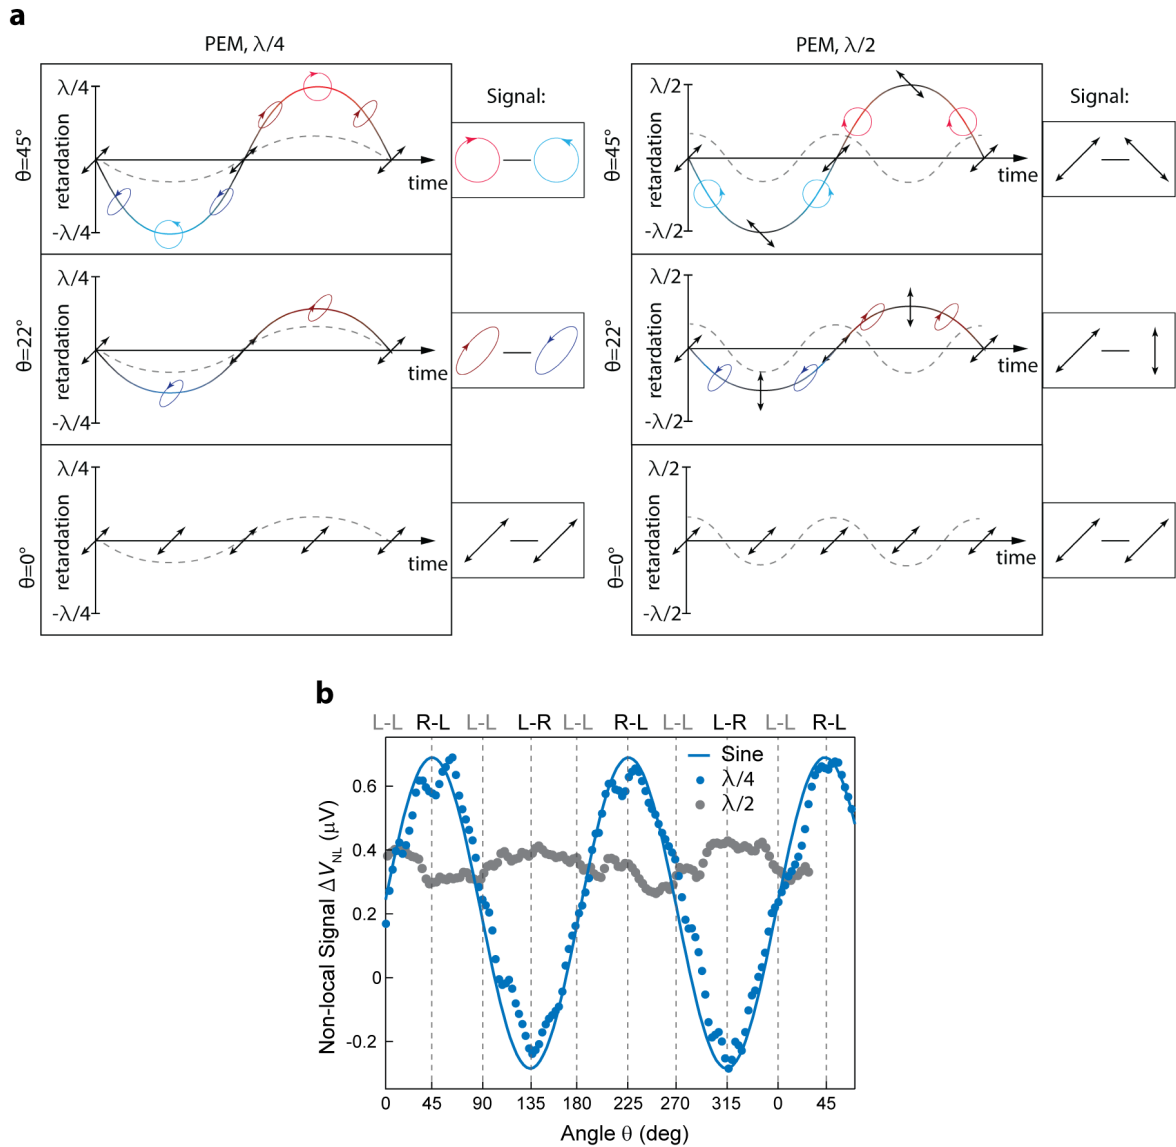 a
PEM, λ/4
PEM, λ/2
θ=45°
retardation
λ/4
-λ/4
time
Signal:
θ=45°
retardation
λ/2
-λ/2
time
Signal:
θ=22°
retardation
λ/4
-λ/4
time
θ=22°
retardation
λ/2
-λ/2
time
θ=0°
retardation
λ/4
-λ/4
time
θ=0°
retardation
λ/2
-λ/2
time
b
L-L R-L L-L L-R L-L R-L L-L L-R L-L R-L
Sine
λ/4
λ/2
Non-local Signal ΔV_NL (μV)
0.6
0.4
0.2
0
-0.2
0 45 90 135 180 225 270 315 0 45
Angle θ (deg)